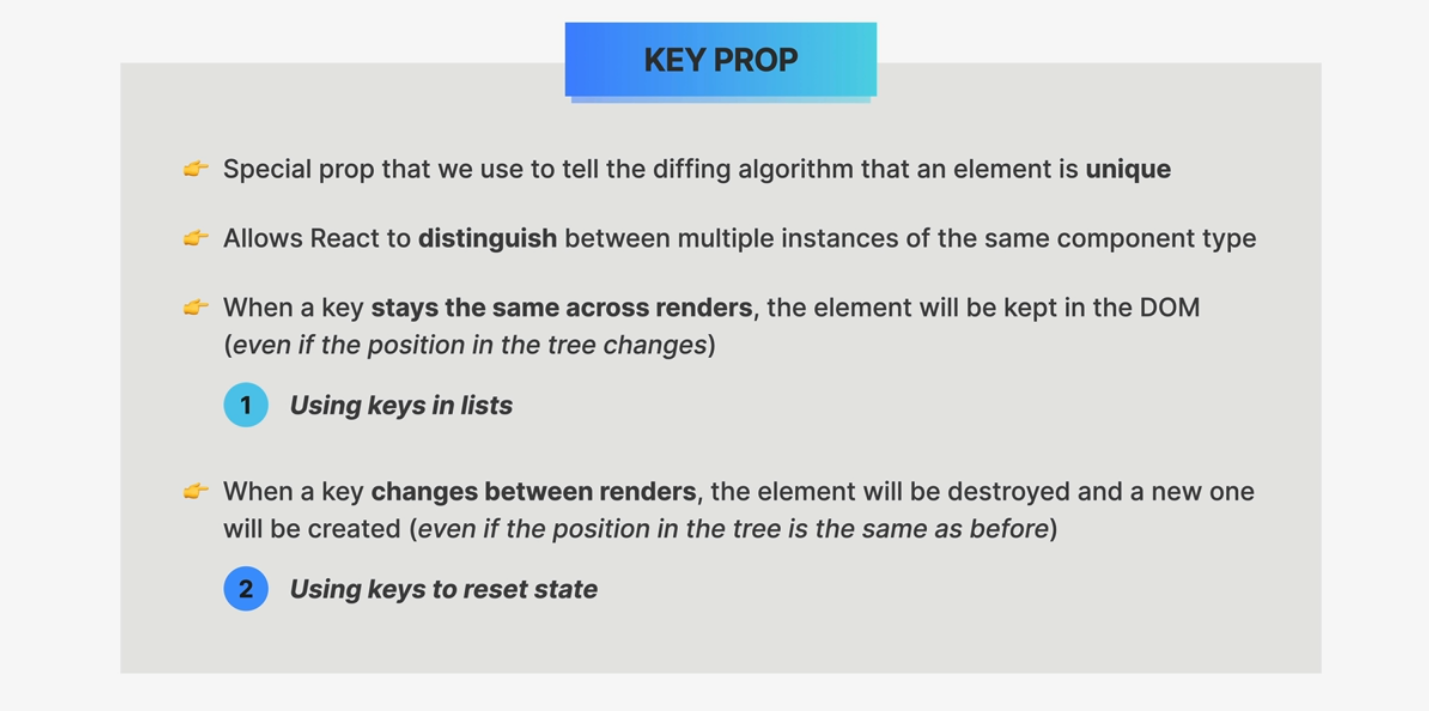 KEY PROP
👉 Special prop that we use to tell the diffing algorithm that an element is unique
👉 Allows React to distinguish between multiple instances of the same component type
👉 When a key stays the same across renders, the element will be kept in the DOM
(even if the position in the tree changes)
1 Using keys in lists
👉 When a key changes between renders, the element will be destroyed and a new one
will be created (even if the position in the tree is the same as before)
2 Using keys to reset state